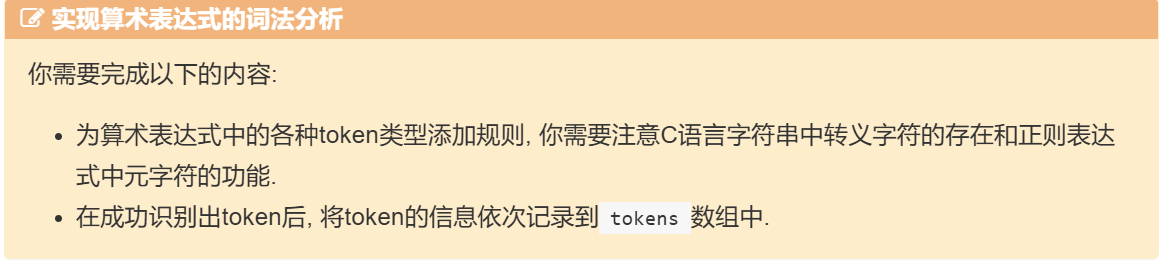 实现算术表达式的词法分析
你需要完成以下的内容:
• 为算术表达式中的各种token类型添加规则, 你需要注意C语言字符串中转义字符的存在和正则表达
式中元字符的功能.
• 在成功识别出token后, 将token的信息依次记录到 tokens 数组中.